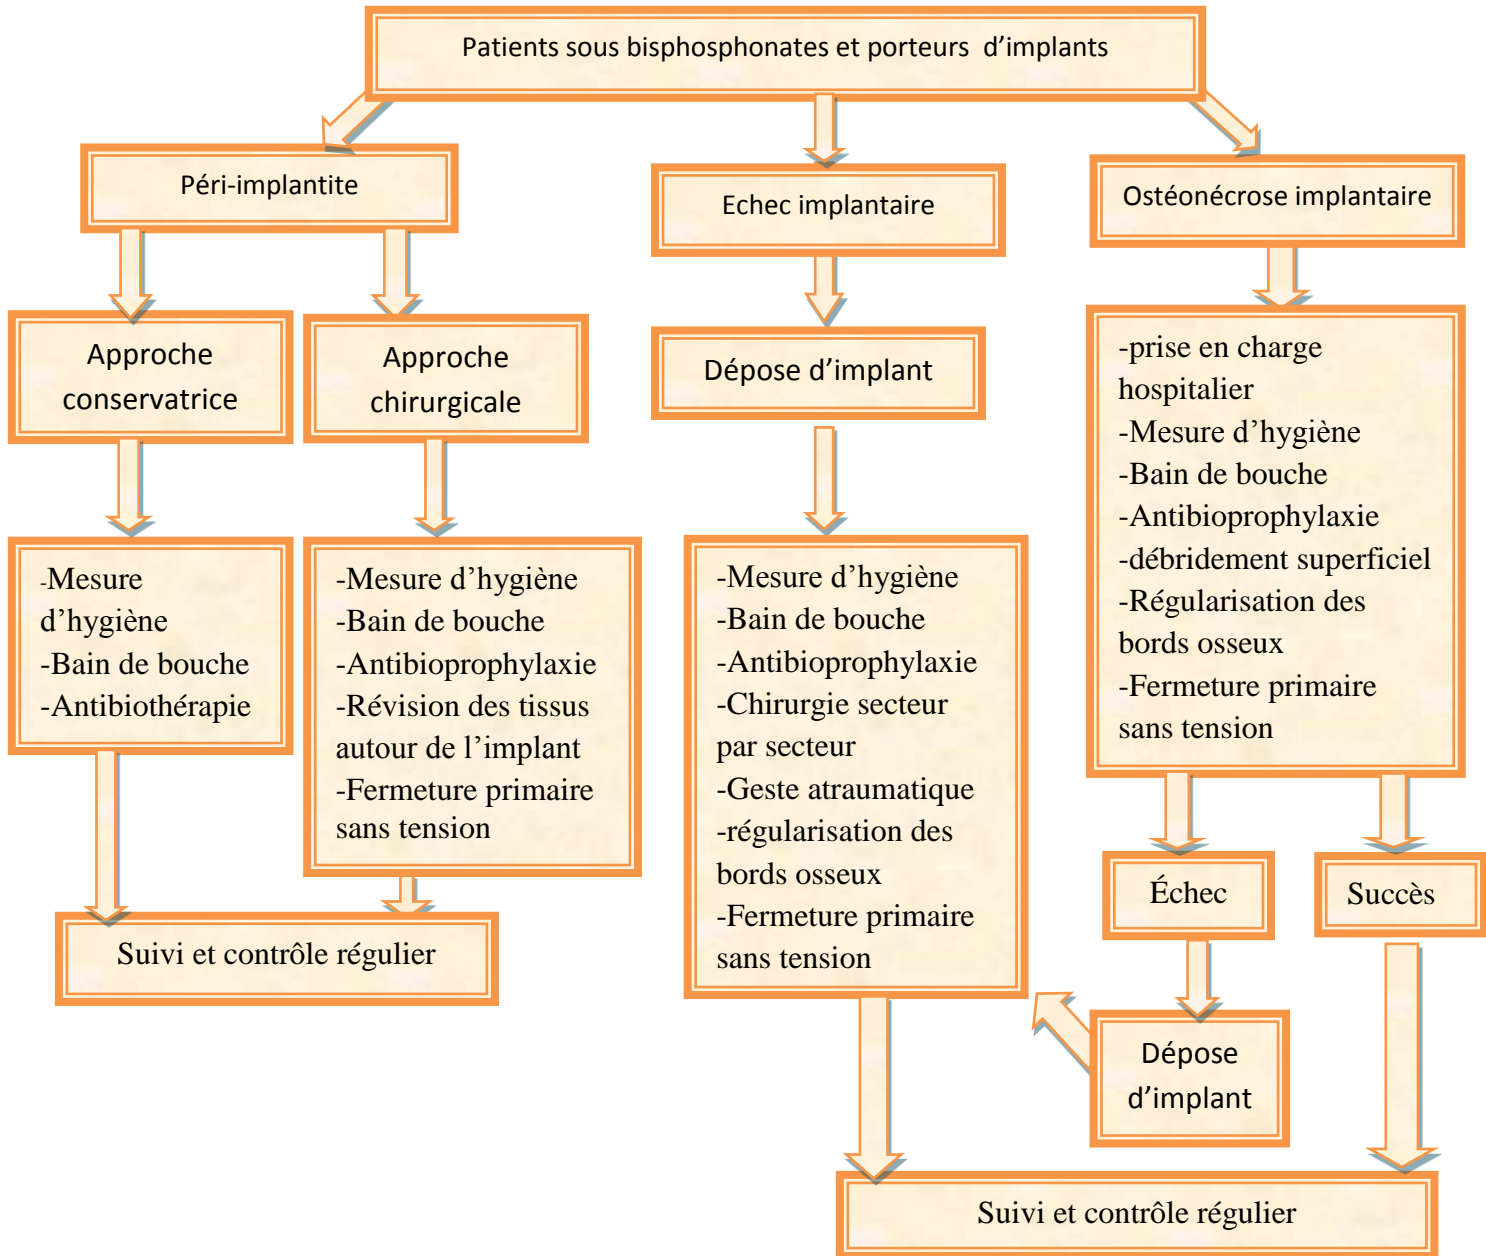 Patients sous bisphosphonates et porteurs d’implants
Péri-implantite
Echec implantaire
Ostéonécrose implantaire
Approche
conservatrice
Approche
chirurgicale
Dépose d’implant
-prise en charge
hospitalier
-Mesure d’hygiène
-Bain de bouche
-Antibioprophylaxie
-débridement superficiel
-Régularisation des
bords osseux
-Fermeture primaire
sans tension
-Mesure
d’hygiène
-Bain de bouche
-Antibiothérapie
-Mesure d’hygiène
-Bain de bouche
-Antibioprophylaxie
-Révision des tissus
autour de l’implant
-Fermeture primaire
sans tension
-Mesure d’hygiène
-Bain de bouche
-Antibioprophylaxie
-Chirurgie secteur
par secteur
-Geste atraumatique
-régularisation des
bords osseux
-Fermeture primaire
sans tension
Échec
Succès
Suivi et contrôle régulier
Dépose
d’implant
Suivi et contrôle régulier